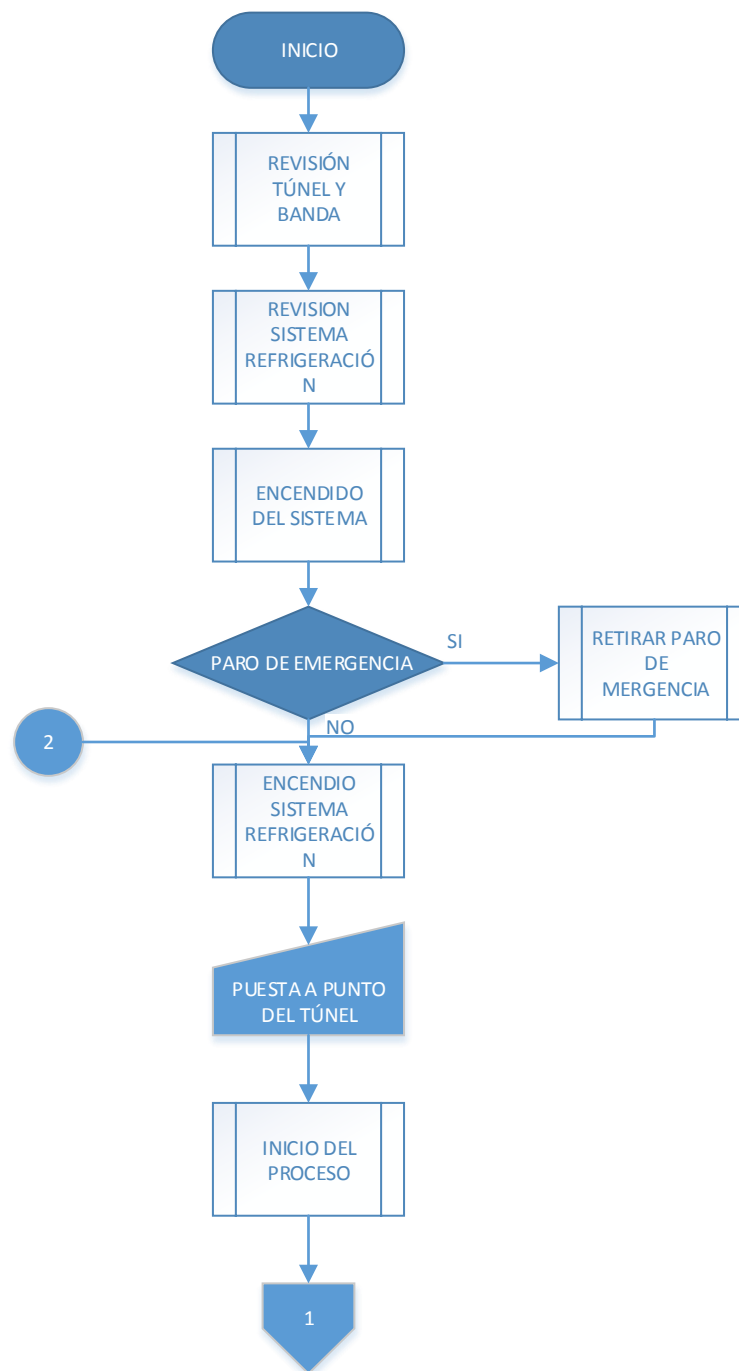 INICIO
REVISIÓN
TÚNEL Y
BANDA
REVISION
SISTEMA
REFRIGERACIÓ
N
ENCENDIDO
DEL SISTEMA
PARO DE EMERGENCIA
SI
RETIRAR PARO
DE
MERGENCIA
NO
2
ENCENDIO
SISTEMA
REFRIGERACIÓ
N
PUESTA A PUNTO
DEL TÚNEL
INICIO DEL
PROCESO
1